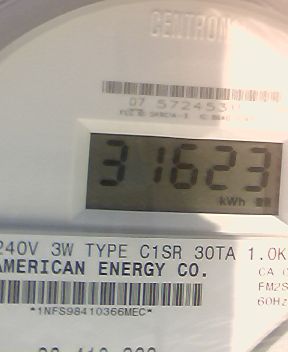 CENTRON
07 572453
31623
kWh
240V 3W TYPE C1SR 30TA 1.0K
AMERICAN ENERGY CO.
CA
FM2S
60Hz
*1NFS98410366MEC*